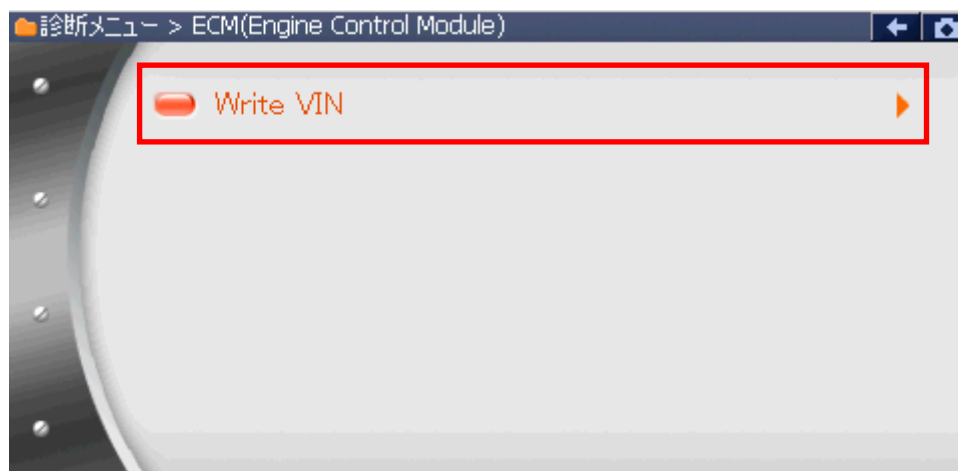 診断メニュー > ECM(Engine Control Module)
Write VIN